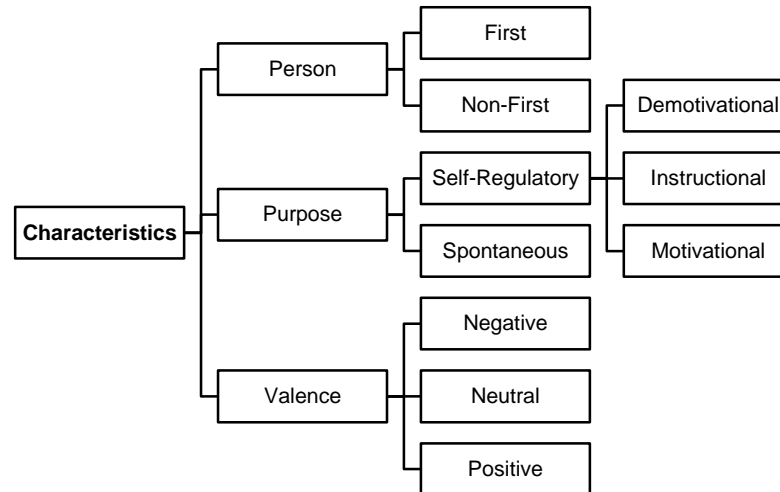 Characteristics
Person
First
Non-First
Purpose
Self-Regulatory
Demotivational
Instructional
Motivational
Spontaneous
Valence
Negative
Neutral
Positive